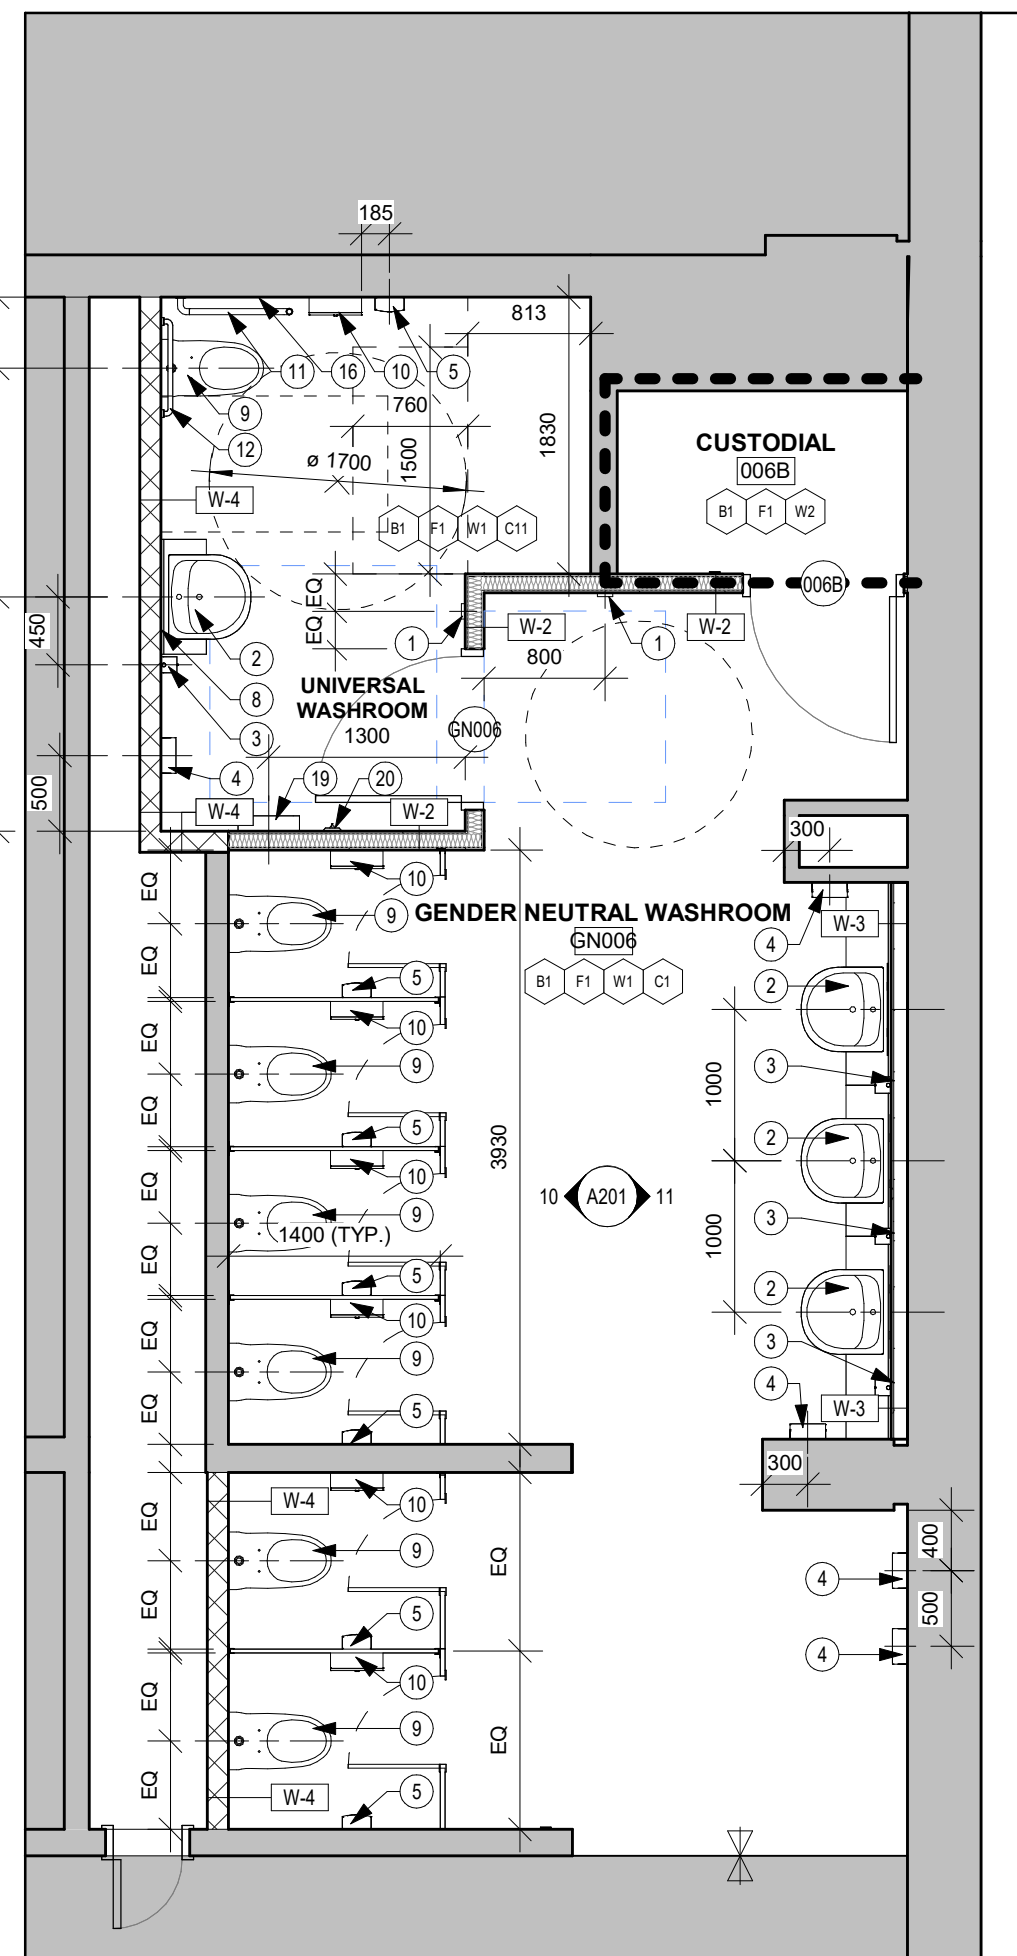 185
813
11
16
10
5
760
9
12
ø 1700
1500
1830
CUSTODIAL
006B
W-4
B1
F1
W1
C11
B1
F1
W2
006B
EQ
EQ
450
1
W-2
1
W-2
2
800
8
UNIVERSAL
WASHROOM
3
1300
GN006
4
19
20
500
W-4
W-2
300
10
EQ
9
GENDER NEUTRAL WASHROOM
GN006
4
W-3
EQ
5
B1
F1
W1
C1
2
10
EQ
9
3
1000
EQ
5
2
3930
10
EQ
9
10
A201
11
3
1000
1400 (TYP.)
EQ
5
2
10
EQ
9
3
4
EQ
5
W-3
300
W-4
10
EQ
9
EQ
400
4
EQ
5
500
4
10
EQ
9
EQ
EQ
W-4
5